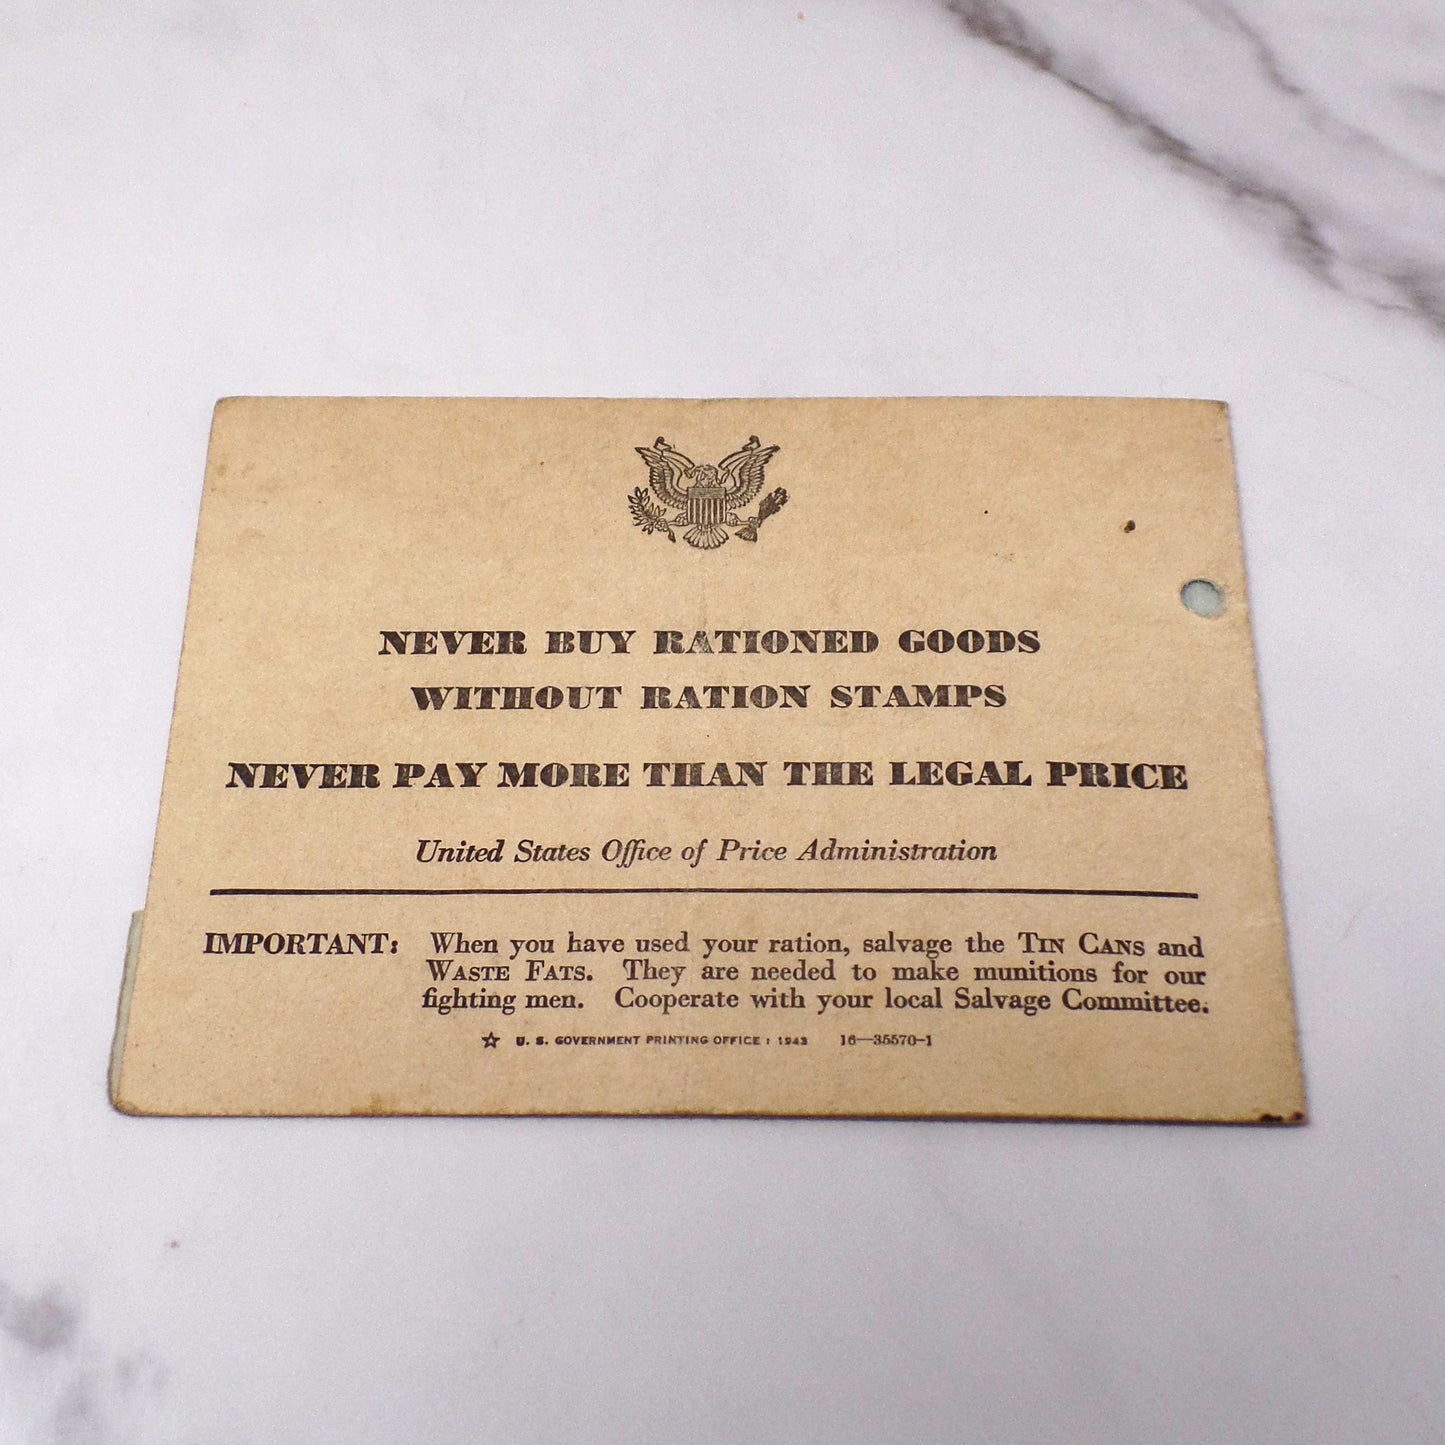 NEVER BUY RATIONED GOODS
WITHOUT RATION STAMPS
NEVER PAY MORE THAN THE LEGAL PRICE
United States Office of Price Administration
IMPORTANT: When you have used your ration, salvage the TIN CANS and
WASTE FATS. They are needed to make munitions for our
fighting men. Cooperate with your local Salvage Committee.
☆ U. S. GOVERNMENT PRINTING OFFICE : 1943 16—35570-1